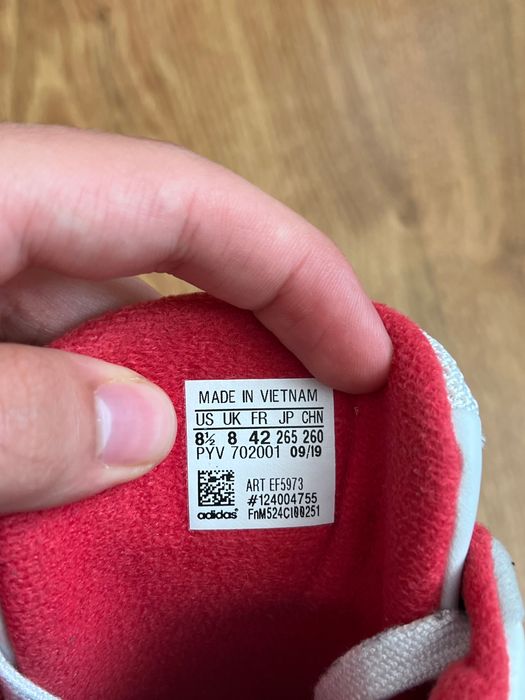 MADE IN VIETNAM
US UK FR JP CHN
8½ 8 42 265 260
PYV 702001 09/19
ART EF5973
#124004755
adidas FnM524Cl00251